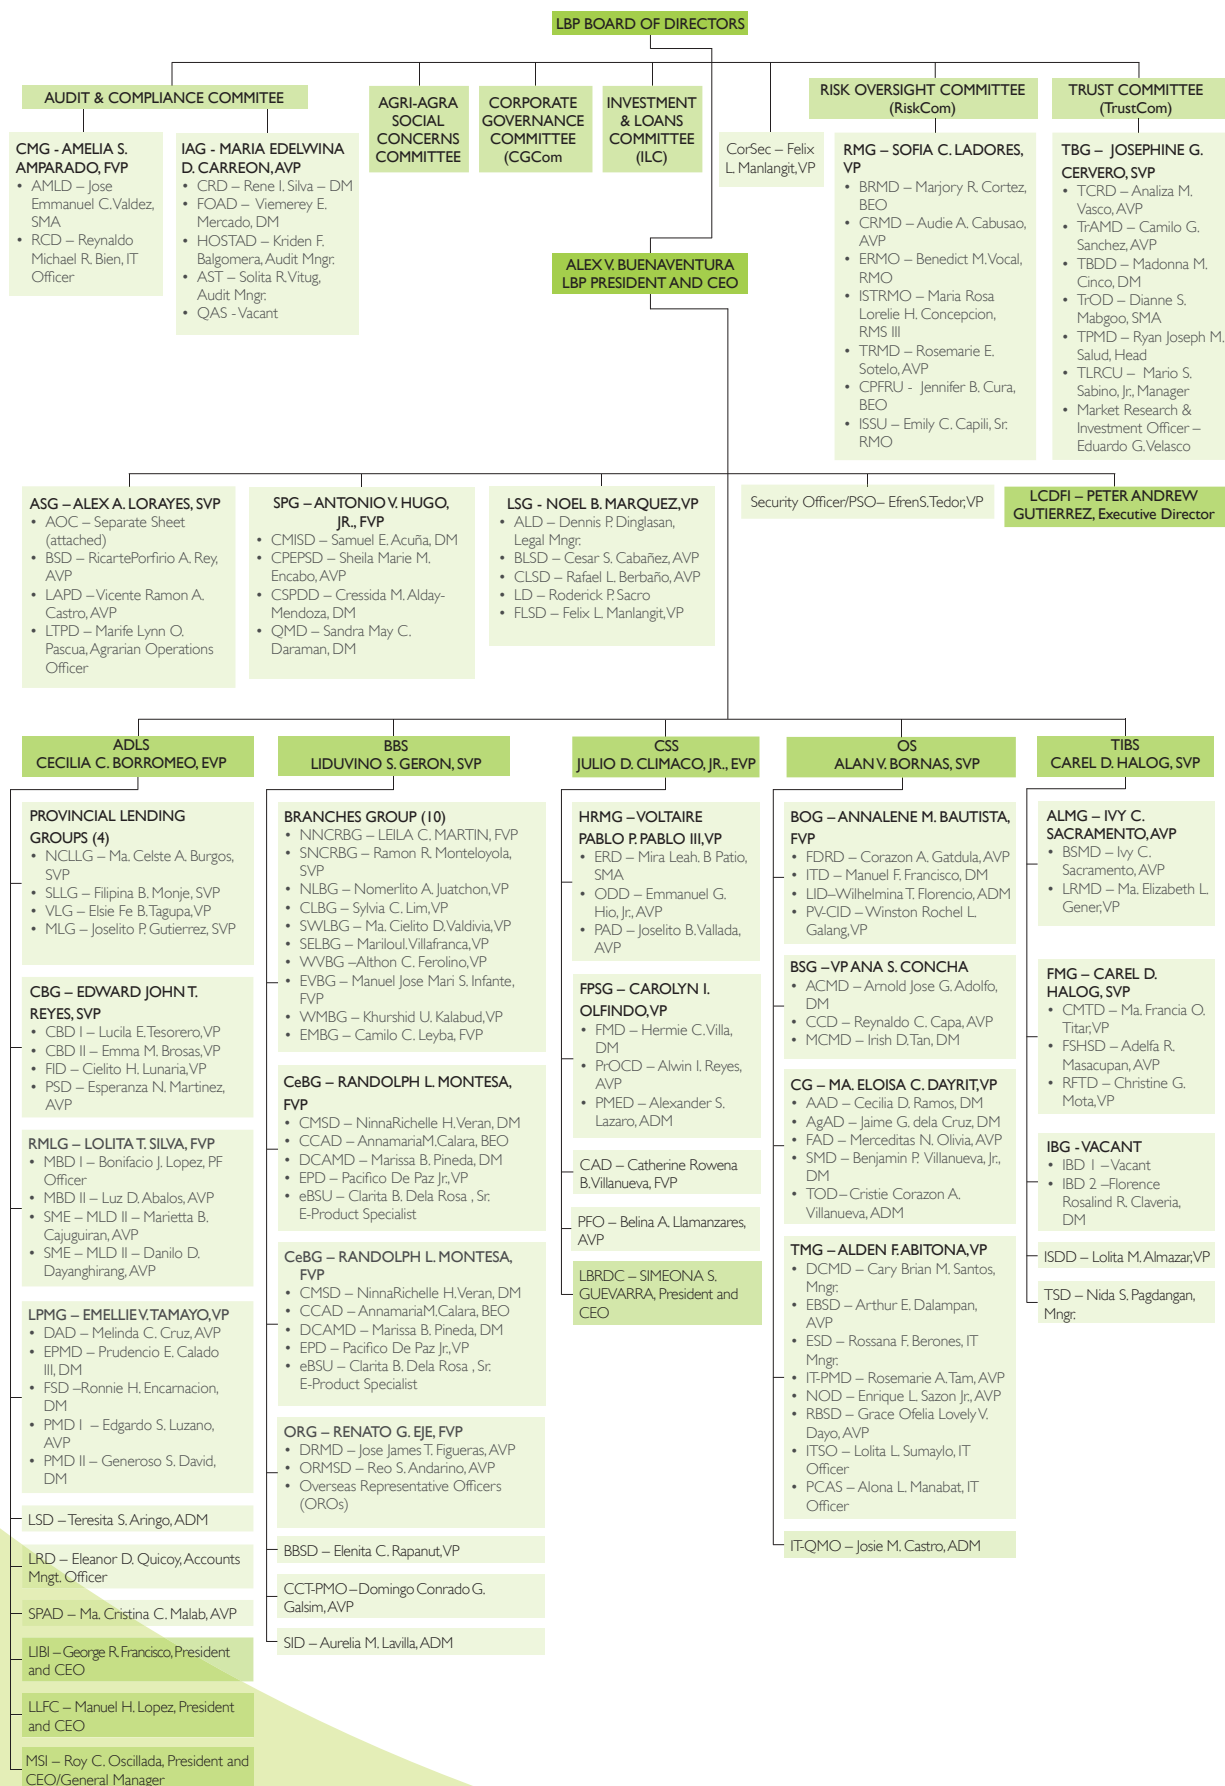 LBP BOARD OF DIRECTORS
AUDIT & COMPLIANCE COMMITEE
CMG - AMELIA S.
AMPARADO, FVP
• AMLD – Jose
Emmanuel C. Valdez,
SMA
• RCD – Reynaldo
Michael R. Bien, IT
Officer
IAG - MARIA EDELWINA
D. CARREON, AVP
• CRD – Rene I. Silva – DM
• FOAD – Viemerey E.
Mercado, DM
• HOSTAD – Kriden F.
Balgomera, Audit Mngr.
• AST – Solita R. Vitug,
Audit Mngr.
• QAS - Vacant
AGRI-AGRA
SOCIAL
CONCERNS
COMMITTEE
CORPORATE
GOVERNANCE
COMMITTEE
(CGCom
INVESTMENT
& LOANS
COMMITTEE
(ILC)
CorSec – Felix
L. Manlangit, VP
RISK OVERSIGHT COMMITTEE
(RiskCom)
RMG - SOFIA C. LADORES,
VP
• BRMD – Marjory R. Cortez,
BEO
• CRMD – Audie A. Cabusao,
AVP
• ERMO – Benedict M. Vocal,
RMO
• ISTRMO – Maria Rosa
Lorelie H. Concepcion,
RMS III
• TRMD – Rosemarie E.
Sotelo, AVP
• CPFRU - Jennifer B. Cura,
BEO
• ISSU – Emily C. Capili, Sr.
RMO
TRUST COMMITTEE
(TrustCom)
TBG – JOSEPHINE G.
CERVERO, SVP
• TCRD – Analiza M.
Vasco, AVP
• TrAMD – Camilo G.
Sanchez, AVP
• TBDD – Madonna M.
Cinco, DM
• TrOD – Dianne S.
Mabgoo, SMA
• TPMD – Ryan Joseph M.
Salud, Head
• TLRCU – Mario S.
Sabino, Jr., Manager
• Market Research &
Investment Officer –
Eduardo G. Velasco
ALEX V. BUENAVENTURA
LBP PRESIDENT AND CEO
ASG – ALEX A. LORAYES, SVP
• AOC – Separate Sheet
(attached)
• BSD – RicartePorfirio A. Rey,
AVP
• LAPD – Vicente Ramon A.
Castro, AVP
• LTPD – Marife Lynn O.
Pascua, Agrarian Operations
Officer
SPG – ANTONIO V. HUGO,
JR., FVP
• CMISD – Samuel E. Acuña, DM
• CPEPSD – Sheila Marie M.
Encabo, AVP
• CSPDD – Cressida M. Alday-
Mendoza, DM
• QMD – Sandra May C.
Daraman, DM
LSG - NOEL B. MARQUEZ, VP
• ALD – Dennis P. Dinglasan,
Legal Mngr.
• BLSD – Cesar S. Cabañez, AVP
• CLSD – Rafael L. Berbaño, AVP
• LD – Roderick P. Sacro
• FLSD – Felix L. Manlangit, VP
Security Officer/PSO– EfrenS. Tedor, VP
LCDFI – PETER ANDREW
GUTIERREZ, Executive Director
ADLS
CECILIA C. BORROMEO, EVP
PROVINCIAL LENDING
GROUPS (4)
• NCLLG – Ma. Celste A. Burgos,
SVP
• SLLG – Filipina B. Monje, SVP
• VLG – Elsie Fe B. Tagupa, VP
• MLG – Joselito P. Gutierrez, SVP
CBG – EDWARD JOHN T.
REYES, SVP
• CBD I – Lucila E. Tesorero, VP
• CBD II – Emma M. Brosas, VP
• FID – Cielito H. Lunaria, VP
• PSD – Esperanza N. Martinez,
AVP
RMLG – LOLITA T. SILVA, FVP
• MBD I – Bonifacio J. Lopez, PF
Officer
• MBD II – Luz D. Abalos, AVP
• SME – MLD II – Marietta B.
Cajuguiran, AVP
• SME – MLD II – Danilo D.
Dayanghirang, AVP
LPMG – EMELLIE V. TAMAYO, VP
• DAD – Melinda C. Cruz, AVP
• EPMD – Prudencio E. Calado
III, DM
• FSD –Ronnie H. Encarnacion,
DM
• PMD I – Edgardo S. Luzano,
AVP
• PMD II – Generoso S. David,
DM
LSD – Teresita S. Aringo, ADM
LRD – Eleanor D. Quicoy, Accounts
Mngt. Officer
SPAD – Ma. Cristina C. Malab, AVP
LIBI – George R. Francisco, President
and CEO
LLFC – Manuel H. Lopez, President
and CEO
MSI – Roy C. Oscillada, President and
CEO/General Manager
BBS
LIDUVINO S. GERON, SVP
BRANCHES GROUP (10)
• NNCRBG – LEILA C. MARTIN, FVP
• SNCRBG – Ramon R. Monteloyola,
SVP
• NLBG – Nomerlito A. Juatchon, VP
• CLBG – Sylvia C. Lim, VP
• SWLBG – Ma. Cielito D. Valdivia, VP
• SELBG – Mariloul. Villafranca, VP
• WVBG –Althon C. Ferolino, VP
• EVBG – Manuel Jose Mari S. Infante,
FVP
• WMBG – Khurshid U. Kalabud, VP
• EMBG – Camilo C. Leyba, FVP
CeBG – RANDOLPH L. MONTESA,
FVP
• CMSD – NinnaRichelle H. Veran, DM
• CCAD – AnnamariaM. Calara, BEO
• DCAMD – Marissa B. Pineda, DM
• EPD – Pacifico De Paz Jr., VP
• eBSU – Clarita B. Dela Rosa , Sr.
E-Product Specialist
CeBG – RANDOLPH L. MONTESA,
FVP
• CMSD – NinnaRichelle H. Veran, DM
• CCAD – AnnamariaM. Calara, BEO
• DCAMD – Marissa B. Pineda, DM
• EPD – Pacifico De Paz Jr., VP
• eBSU – Clarita B. Dela Rosa , Sr.
E-Product Specialist
ORG – RENATO G. EJE, FVP
• DRMD – Jose James T. Figueras, AVP
• ORMSD – Reo S. Andarino, AVP
• Overseas Representative Officers
(OROs)
BBSD – Elenita C. Rapanut, VP
CCT-PMO – Domingo Conrado G.
Galsim, AVP
SID – Aurelia M. Lavilla, ADM
CSS
JULIO D. CLIMACO, JR., EVP
HRMG – VOLTAIRE
PABLO P. PABLO III, VP
• ERD – Mira Leah. B Patio,
SMA
• ODD – Emmanuel G.
Hio, Jr., AVP
• PAD – Joselito B. Vallada,
AVP
FPSG – CAROLYN I.
OLFINDO, VP
• FMD – Hermie C. Villa,
DM
• PrOCD – Alwin I. Reyes,
AVP
• PMED – Alexander S.
Lazaro, ADM
CAD – Catherine Rowena
B. Villanueva, FVP
PFO – Belina A. Llamanzares,
AVP
LBRDC – SIMEONA S.
GUEVARRA, President and
CEO
OS
ALAN V. BORNAS, SVP
BOG – ANNALENE M. BAUTISTA,
FVP
• FDRD – Corazon A. Gatdula, AVP
• ITD – Manuel F. Francisco, DM
• LID–Wilhelmina T. Florencio, ADM
• PV-CID – Winston Rochel L.
Galang, VP
BSG – VP ANA S. CONCHA
• ACMD – Arnold Jose G. Adolfo,
DM
• CCD – Reynaldo C. Capa, AVP
• MCMD – Irish D. Tan, DM
CG – MA. ELOISA C. DAYRIT, VP
• AAD – Cecilia D. Ramos, DM
• AgAD – Jaime G. dela Cruz, DM
• FAD – Merceditas N. Olivia, AVP
• SMD – Benjamin P. Villanueva, Jr.,
DM
• TOD– Cristie Corazon A.
Villanueva, ADM
TMG – ALDEN F. ABITONA, VP
• DCMD – Cary Brian M. Santos,
Mngr.
• EBSD – Arthur E. Dalampan,
AVP
• ESD – Rossana F. Berones, IT
Mngr.
• IT-PMD – Rosemarie A. Tam, AVP
• NOD – Enrique L. Sazon Jr., AVP
• RBSD – Grace Ofelia Lovely V.
Dayo, AVP
• ITSO – Lolita L. Sumaylo, IT
Officer
• PCAS – Alona L. Manabat, IT
Officer
IT-QMO – Josie M. Castro, ADM
TIBS
CAREL D. HALOG, SVP
ALMG – IVY C.
SACRAMENTO, AVP
• BSMD – Ivy C.
Sacramento, AVP
• LRMD – Ma. Elizabeth L.
Gener, VP
FMG – CAREL D.
HALOG, SVP
• CMTD – Ma. Francia O.
Titar, VP
• FSHSD – Adelfa R.
Masacupan, AVP
• RFTD – Christine G.
Mota, VP
IBG - VACANT
• IBD 1 – Vacant
• IBD 2 –Florence
Rosalind R. Claveria,
DM
ISDD – Lolita M. Almazar, VP
TSD – Nida S. Pagdangan,
Mngr.